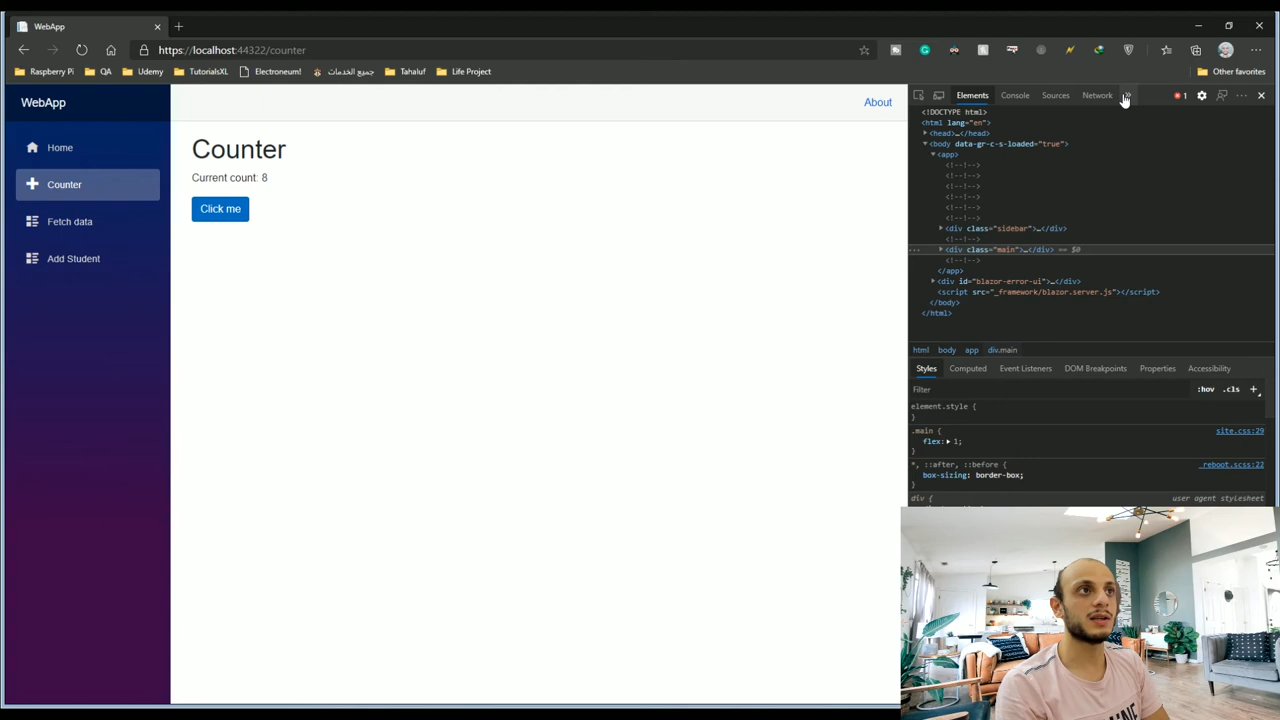 WebApp
https://localhost:44322/counter
Raspberry Pi
QA
Udemy
TutorialsXL
Electroneum!
جميع الخدمات
Tahaluf
Life Project
Other favorites
WebApp
Home
Counter
Fetch data
Add Student
About
Counter
Current count: 8
Click me
Elements
Console
Sources
Network
1
<!DOCTYPE html>
<html lang="en">
<head>…</head>
<body data-gr-c-s-loaded="true">
<app>
<!--!-->
<!--!-->
<!--!-->
<!--!-->
<!--!-->
<!--!-->
<div class="sidebar">…</div>
<!--!-->
<div class="main">…</div> == $0
<!--!-->
</app>
<div id="blazor-error-ui">…</div>
<script src="_framework/blazor.server.js"></script>
</body>
</html>
html
body
app
div.main
Styles
Computed
Event Listeners
DOM Breakpoints
Properties
Accessibility
Filter
:hov
.cls
element.style {
}
.main {
site.css:29
flex: 1;
}
*, ::after, ::before {
_reboot.scss:22
box-sizing: border-box;
}
div {
user agent stylesheet